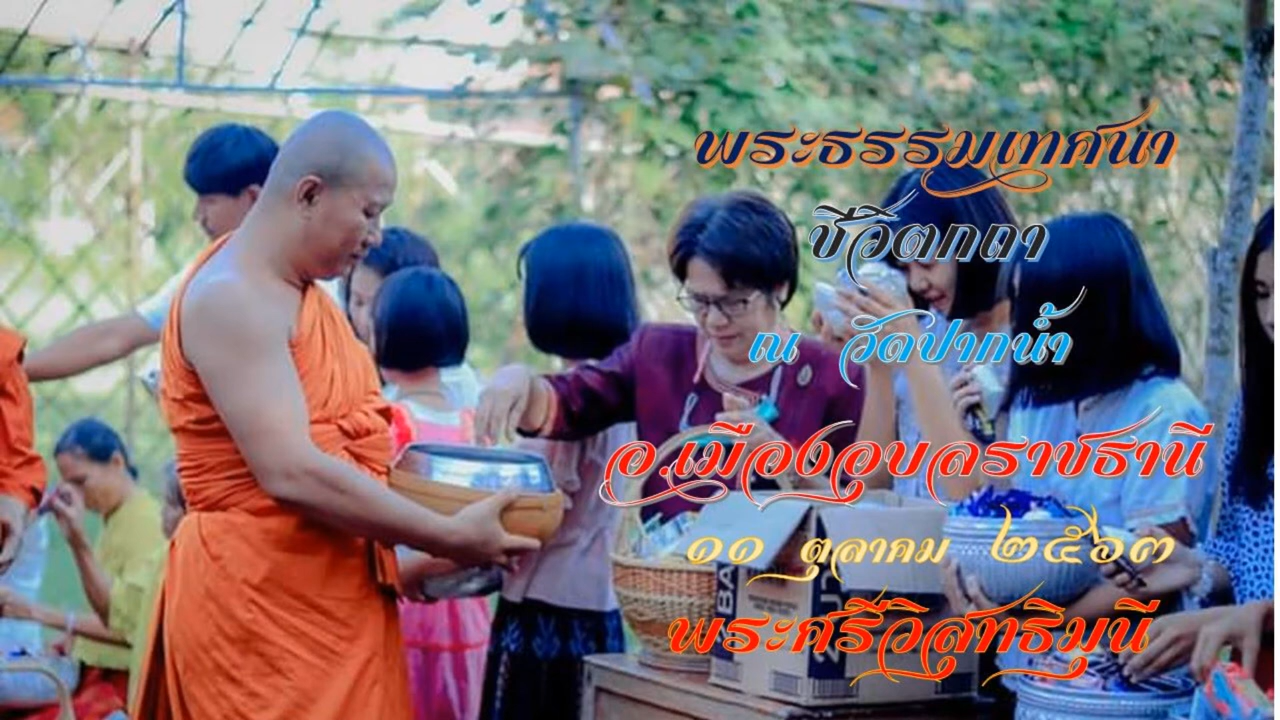 พระธรรมเทศนา
ชีวิตกถา
ณ วัดปากน้ำ
อ.เมืองอุบลราชธานี
๑๑ ตุลาคม ๒๕๖๓
พระศรีวิสุทธิมุนี